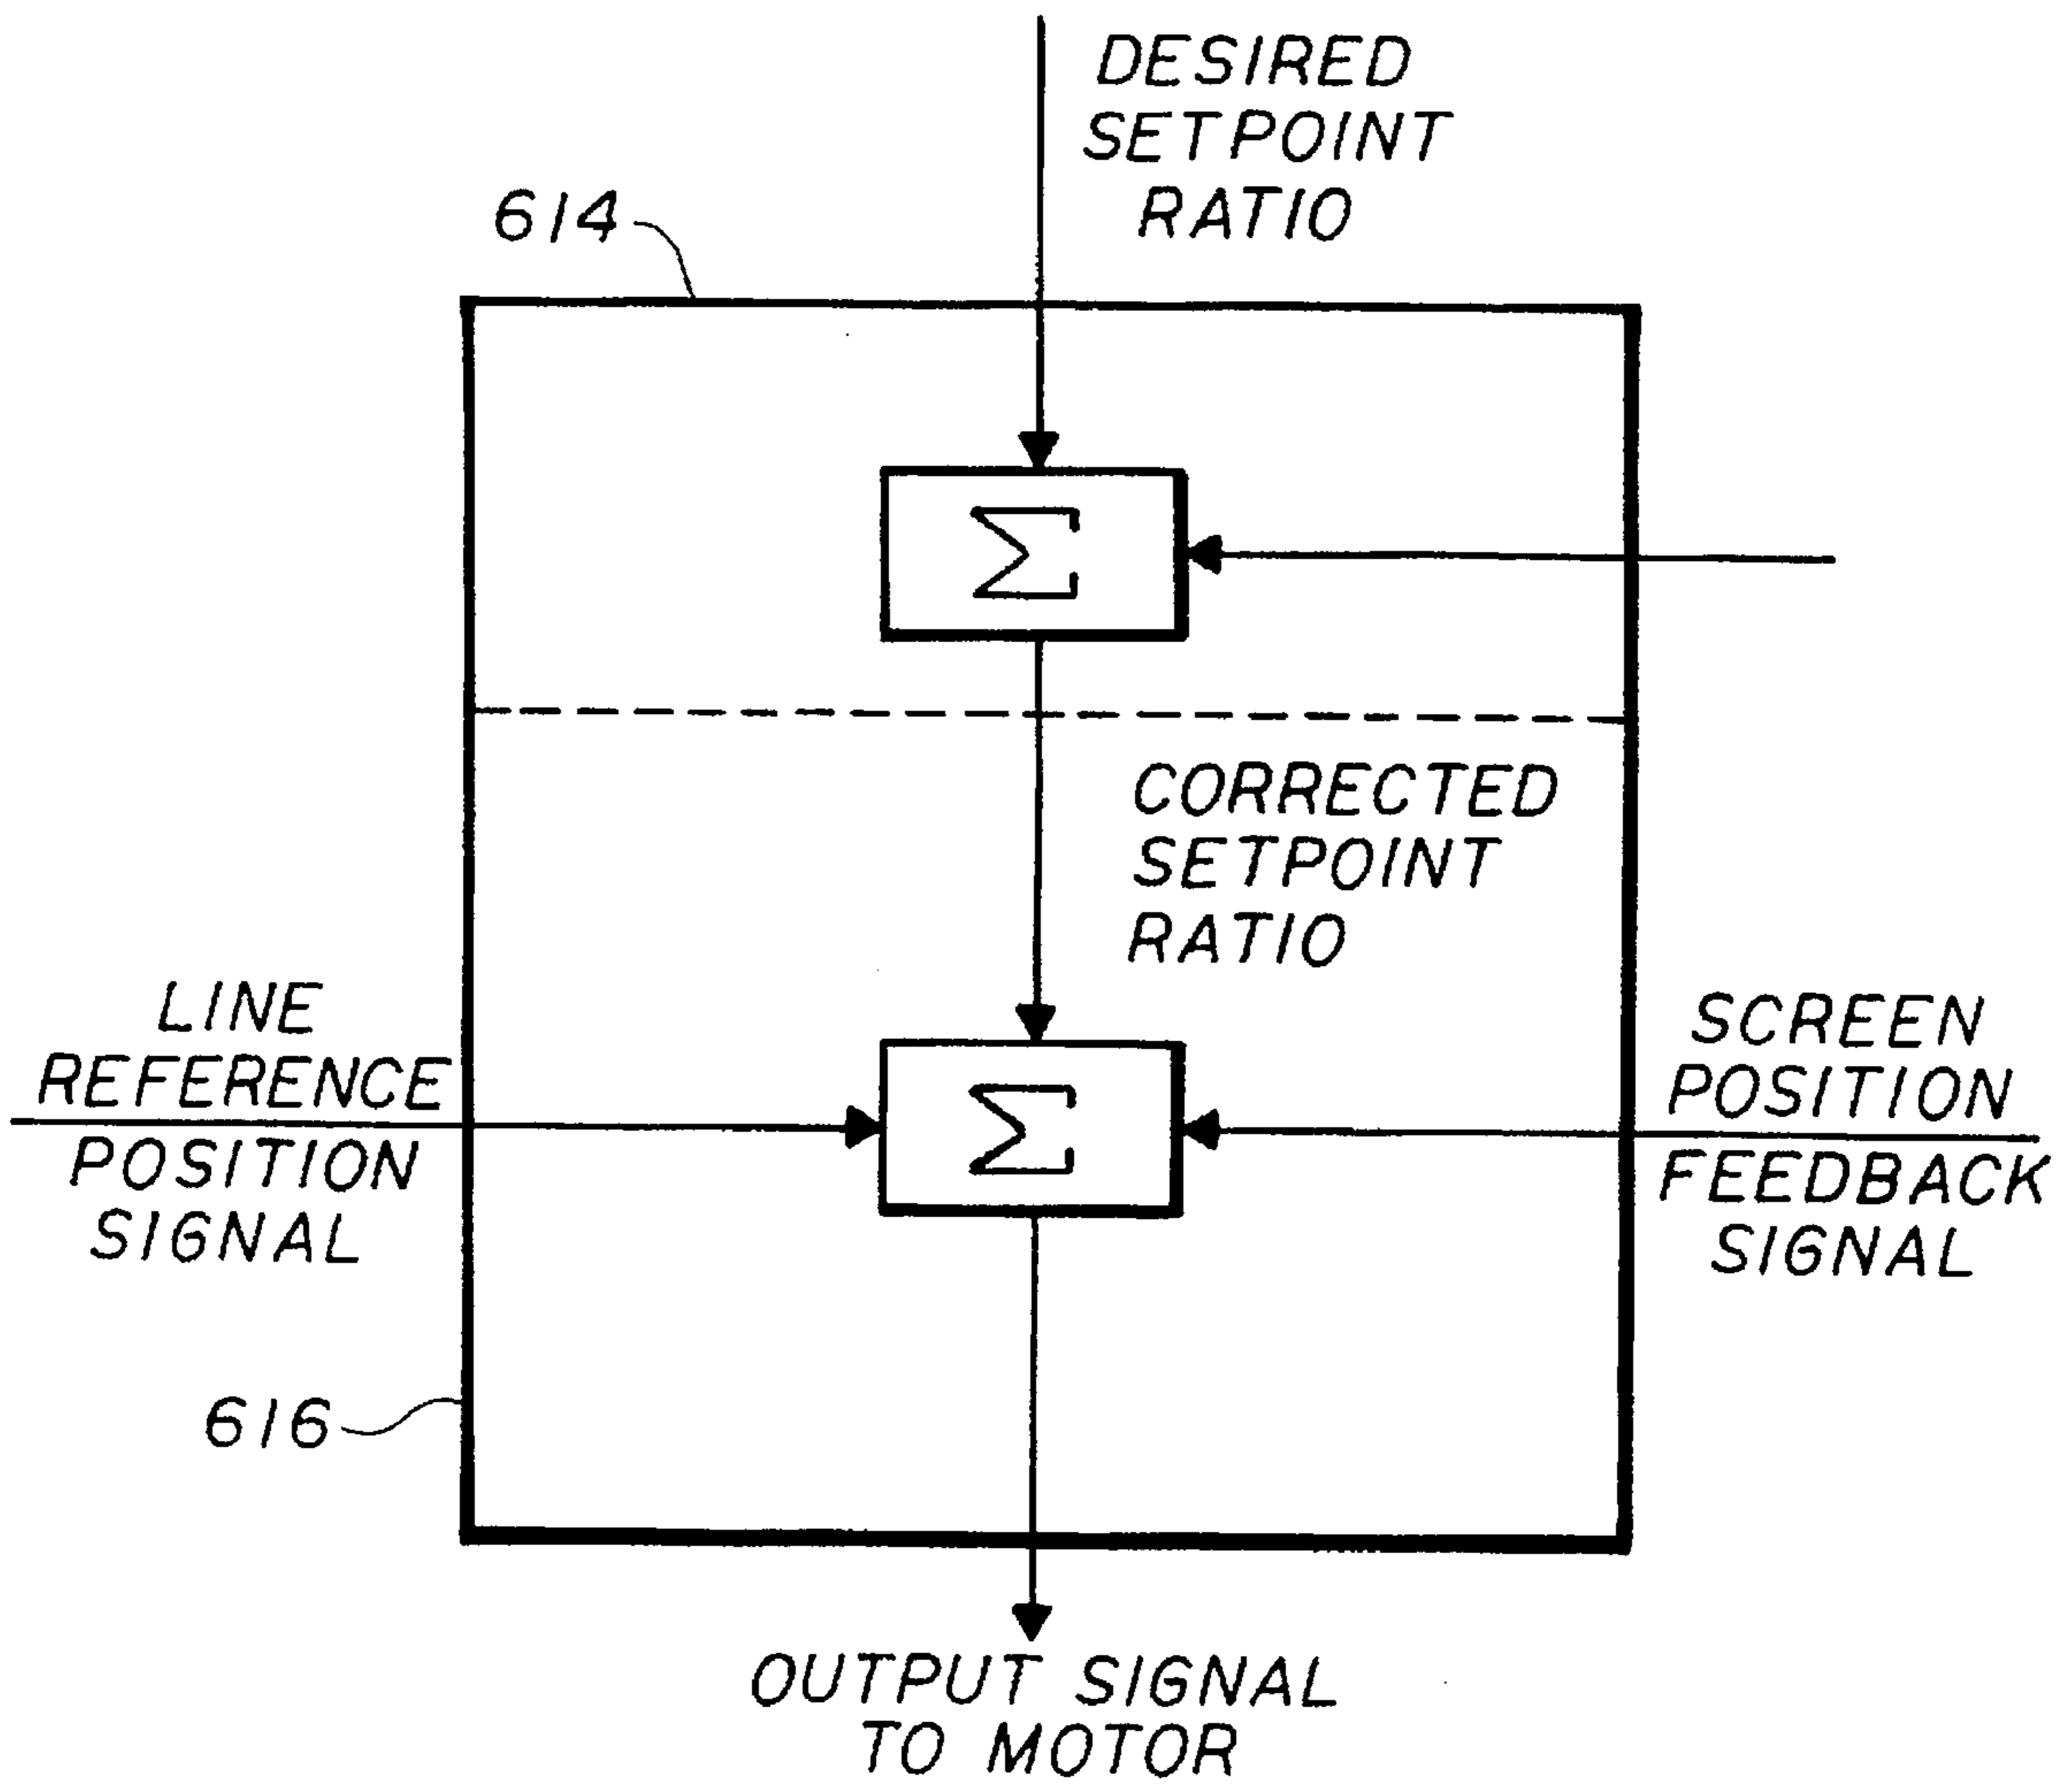 DESIRED
SETPOINT
RATIO
614
Σ
CORRECTED
SETPOINT
RATIO
LINE
REFERENCE
POSITION
SIGNAL
Σ
SCREEN
POSITION
FEEDBACK
SIGNAL
616
OUTPUT SIGNAL
TO MOTOR